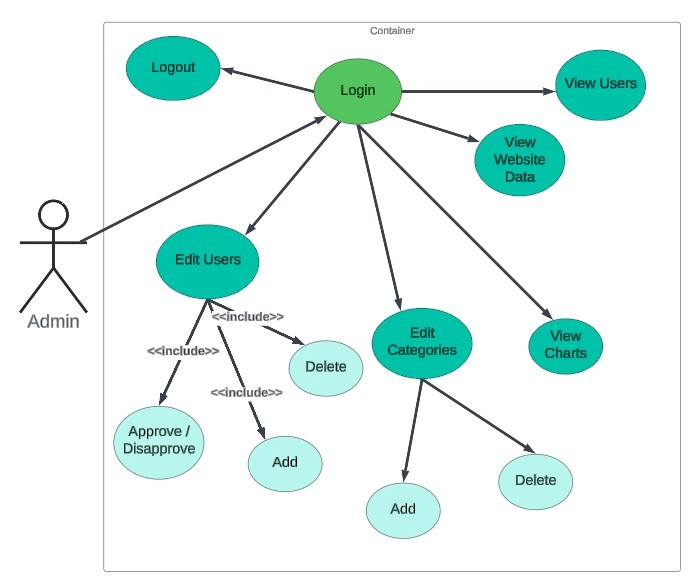 Container
Logout
Login
View Users
View
Website
Data
Admin
Edit Users
<<include>>
<<include>>
<<include>>
Delete
Approve /
Disapprove
Add
Edit
Categories
View
Charts
Add
Delete